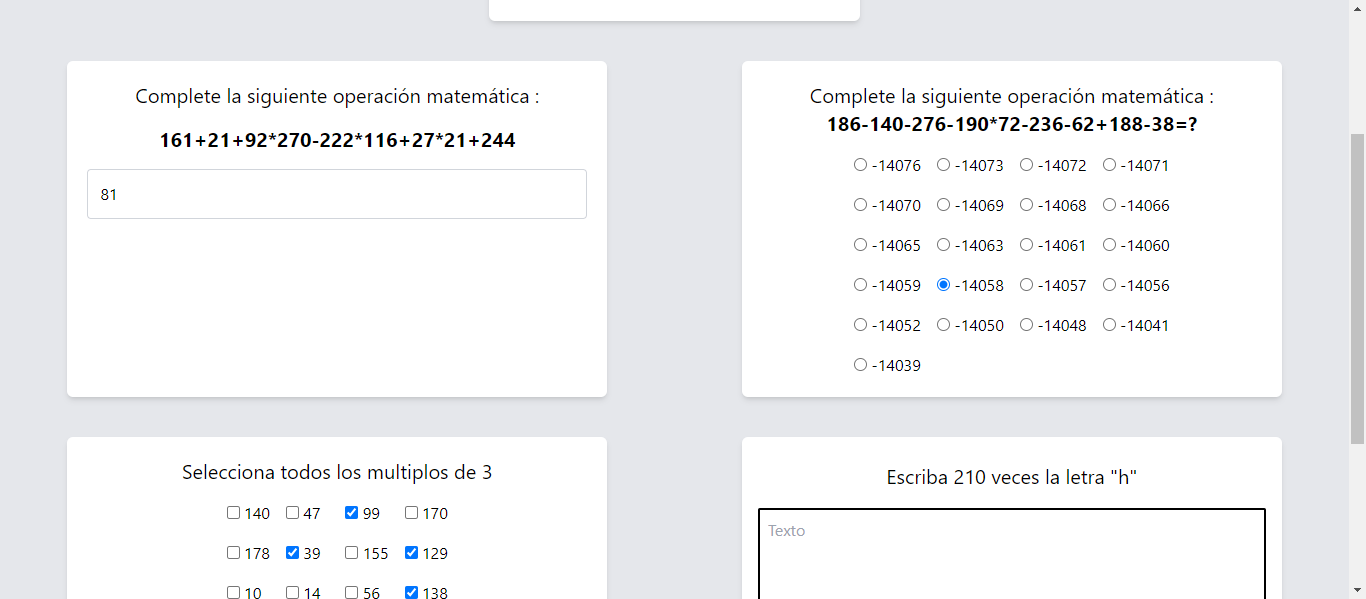 Complete la siguiente operación matemática :
161+21+92*270-222*116+27*21+244
81
Complete la siguiente operación matemática :
186-140-276-190*72-236-62+188-38=?
-14076 -14073 -14072 -14071
-14070 -14069 -14068 -14066
-14065 -14063 -14061 -14060
-14059 -14058 -14057 -14056
-14052 -14050 -14048 -14041
-14039
Selecciona todos los multiplos de 3
140 47 99 170
178 39 155 129
10 14 56 138
Escriba 210 veces la letra "h"
Texto